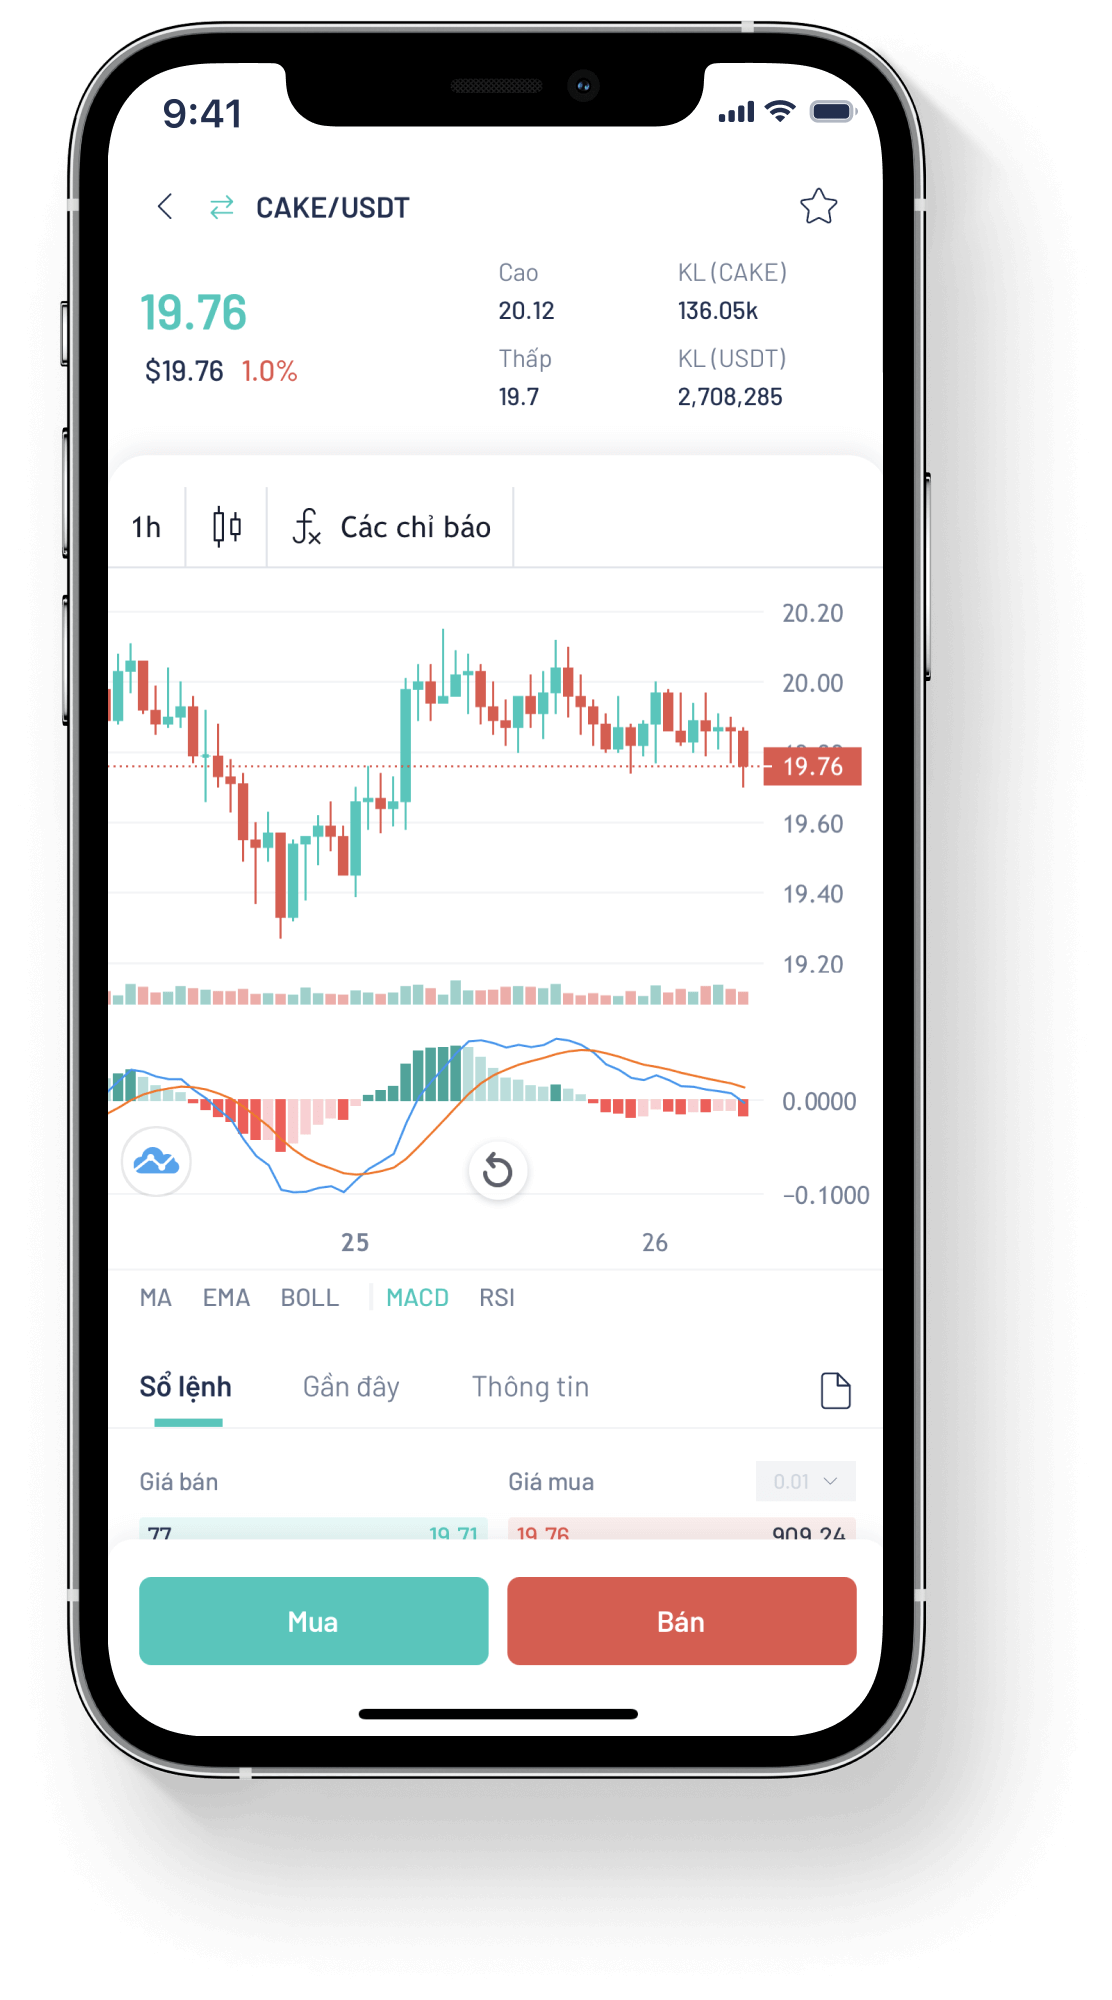 9:41
CAKE/USDT
19.76
$19.76 1.0%
Cao
20.12
KL (CAKE)
136.05k
Thấp
19.7
KL (USDT)
2,708,285
1h
Các chỉ báo
20.20
20.00
19.76
19.60
19.40
19.20
0.0000
−0.1000
25 26
MA EMA BOLL MACD RSI
Sổ lệnh Gần đây Thông tin
Giá bán Giá mua 0.01
77 19.71 19.76 909.24
Mua Bán